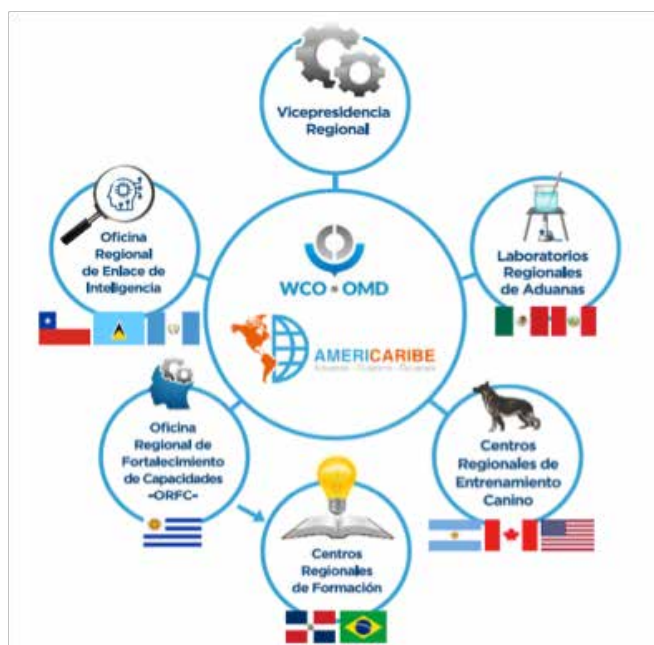 Vicepresidencia
Regional
Oficina
Regional
de Enlace de
Inteligencia
WCO OMD
Laboratorios
Regionales
de Aduanas
AMERICARIBE
Oficina
Regional de
Fortalecimiento
de Capacidades
-ORFC-
Centros
Regionales de
Entrenamiento
Canino
Centros
Regionales
de Formación